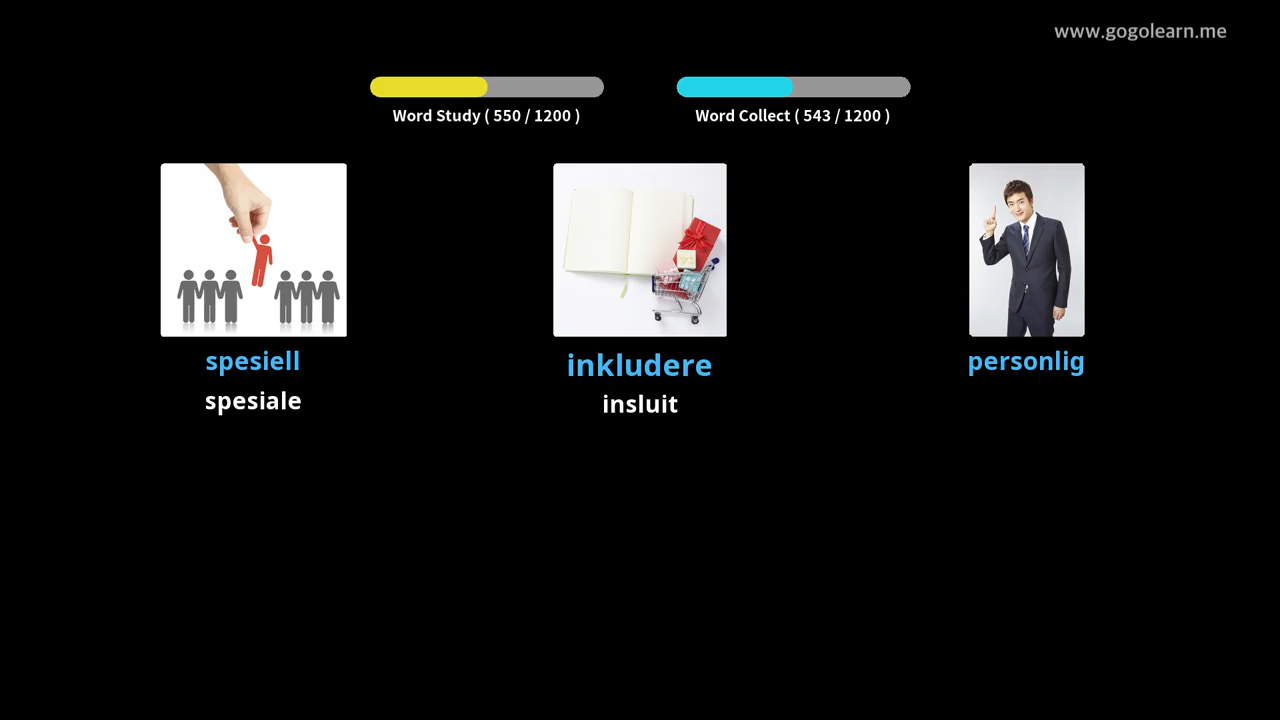 www.gogolearn.me
Word Study ( 550 / 1200 )
Word Collect ( 543 / 1200 )
spesiell
spesiale
inkludere
insluit
personlig